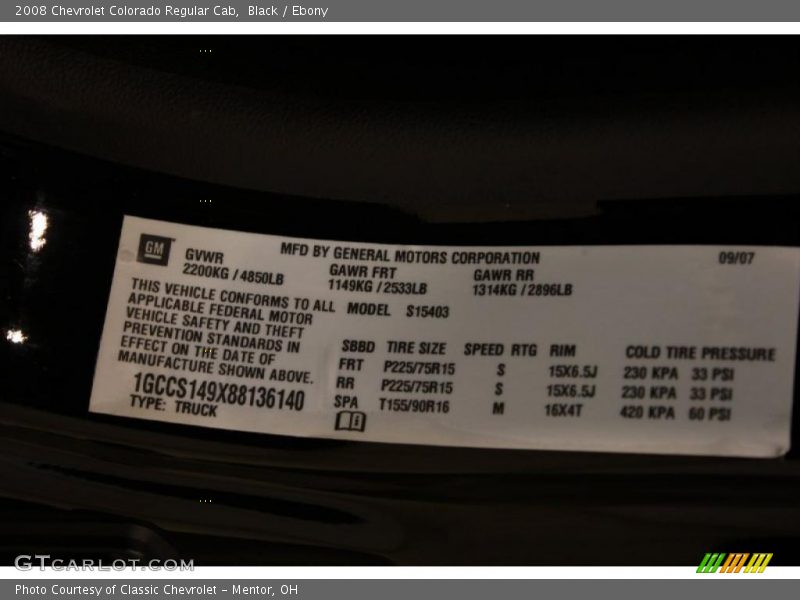 2008 Chevrolet Colorado Regular Cab,  Black / Ebony
GM
MFD BY GENERAL MOTORS CORPORATION 09/07
GVWR GAWR FRT GAWR RR
2200KG / 4850LB 1149KG / 2533LB 1314KG / 2896LB
THIS VEHICLE CONFORMS TO ALL
APPLICABLE FEDERAL MOTOR
VEHICLE SAFETY AND THEFT
PREVENTION STANDARDS IN
EFFECT ON THE DATE OF
MANUFACTURE SHOWN ABOVE.
1GCCS149X88136140
TYPE: TRUCK
MODEL S15403
SBBD TIRE SIZE SPEED RTG RIM COLD TIRE PRESSURE
FRT P225/75R15 S 15X6.5J 230 KPA 33 PSI
RR P225/75R15 S 15X6.5J 230 KPA 33 PSI
SPA T155/90R16 M 16X4T 420 KPA 60 PSI
GTCARLOT.COM
Photo Courtesy of Classic Chevrolet - Mentor, OH